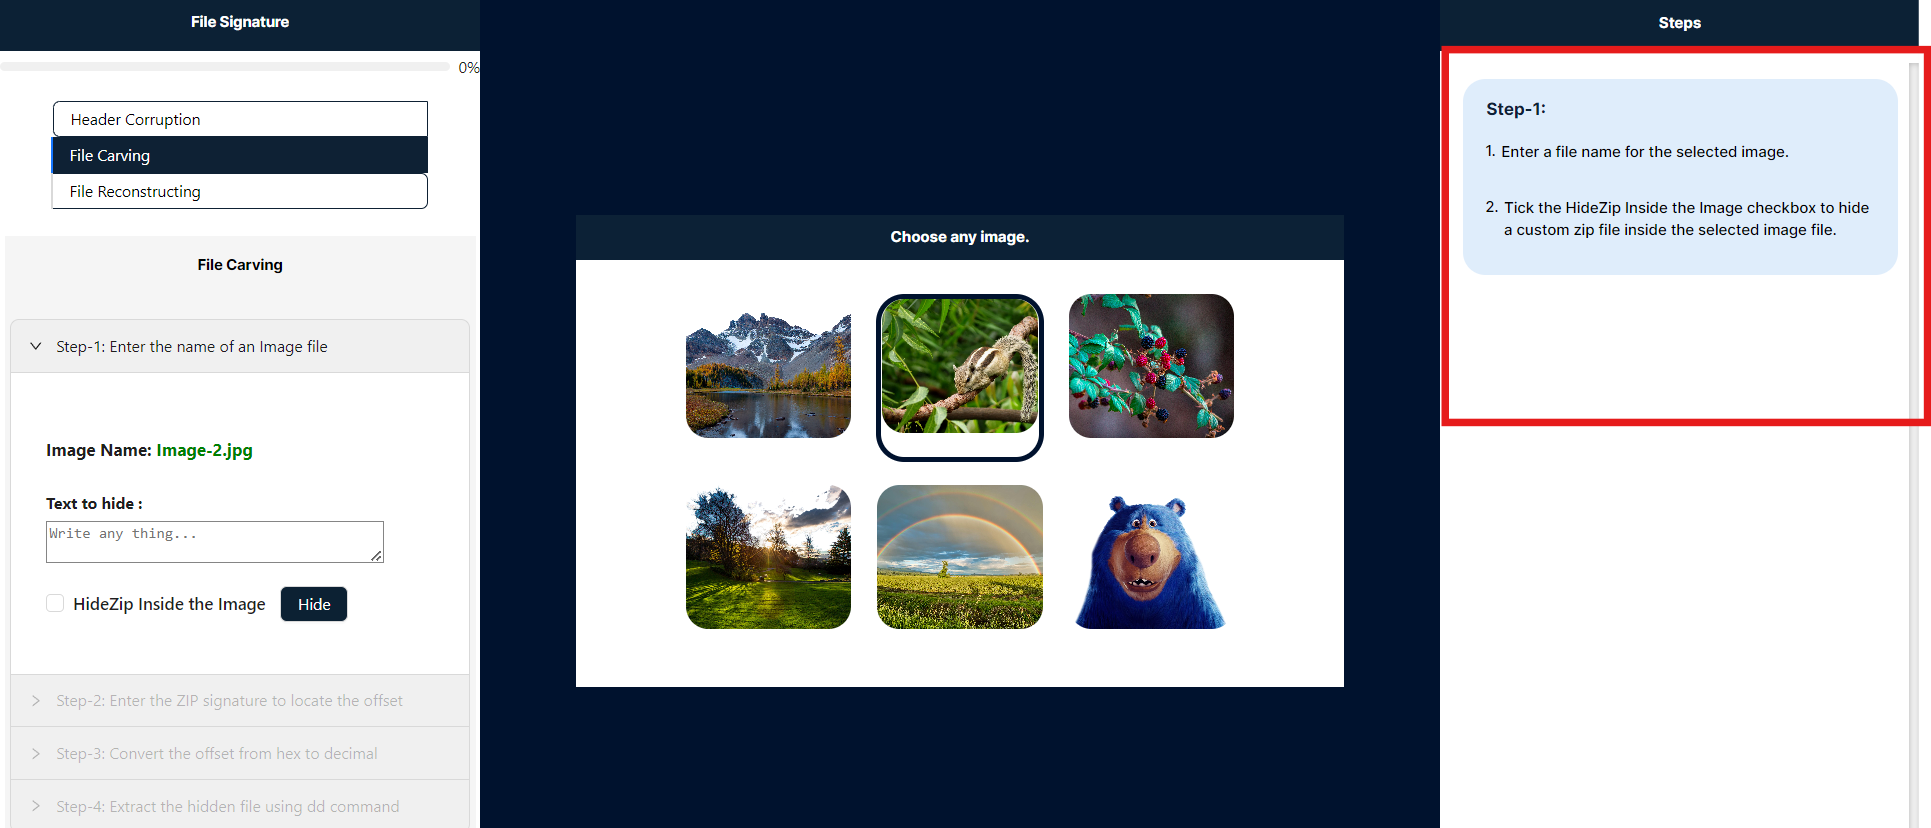 File Signature
0%
Header Corruption
File Carving
File Reconstructing
File Carving
Step-1: Enter the name of an Image file
Image Name: Image-2.jpg
Text to hide :
Write any thing...
HideZip Inside the Image
Hide
Step-2: Enter the ZIP signature to locate the offset
Step-3: Convert the offset from hex to decimal
Step-4: Extract the hidden file using dd command
Choose any image.
Steps
Step-1:
1. Enter a file name for the selected image.
2. Tick the HideZip Inside the Image checkbox to hide
a custom zip file inside the selected image file.